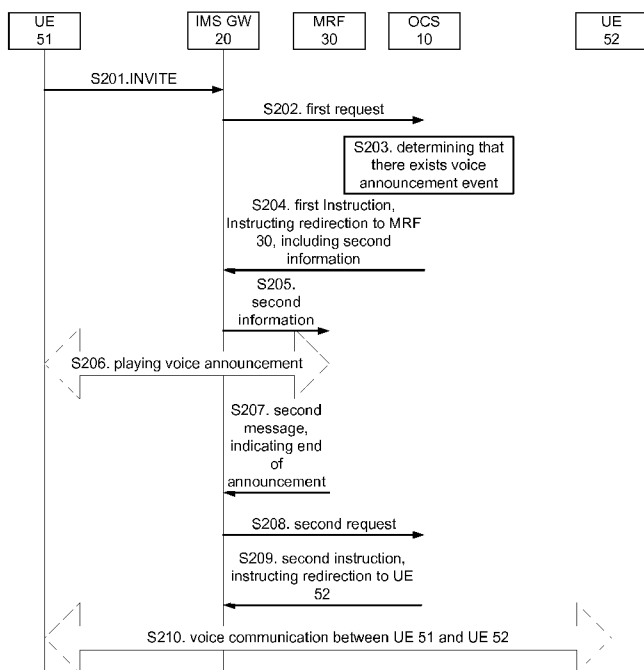 UE
51
IMS GW
20
MRF
30
OCS
10
UE
52
S201.INVITE
S202. first request
S203. determining that
there exists voice
announcement event
S204. first Instruction,
Instructing redirection to MRF
30, including second
information
S205.
second
information
S206. playing voice announcement
S207. second
message,
indicating end
of
announcement
S208. second request
S209. second instruction,
instructing redirection to UE
52
S210. voice communication between UE 51 and UE 52